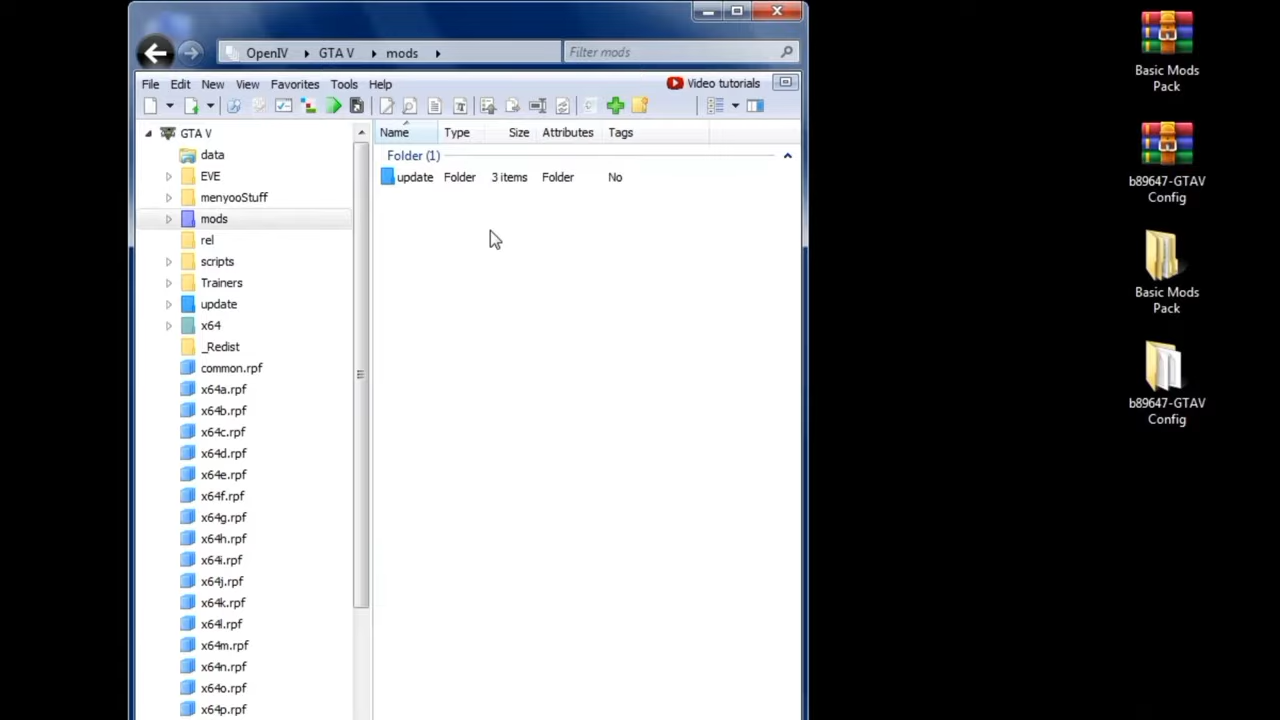 OpenIV GTA V mods
Filter mods
File Edit New View Favorites Tools Help
Video tutorials
Name Type Size Attributes Tags
Folder (1)
update Folder 3 items Folder No
GTA V
data
EVE
menyooStuff
mods
rel
scripts
Trainers
update
x64
_Redist
common.rpf
x64a.rpf
x64b.rpf
x64c.rpf
x64d.rpf
x64e.rpf
x64f.rpf
x64g.rpf
x64h.rpf
x64i.rpf
x64j.rpf
x64k.rpf
x64l.rpf
x64m.rpf
x64n.rpf
x64o.rpf
x64p.rpf
Basic Mods
Pack
b89647-GTAV
Config
Basic Mods
Pack
b89647-GTAV
Config